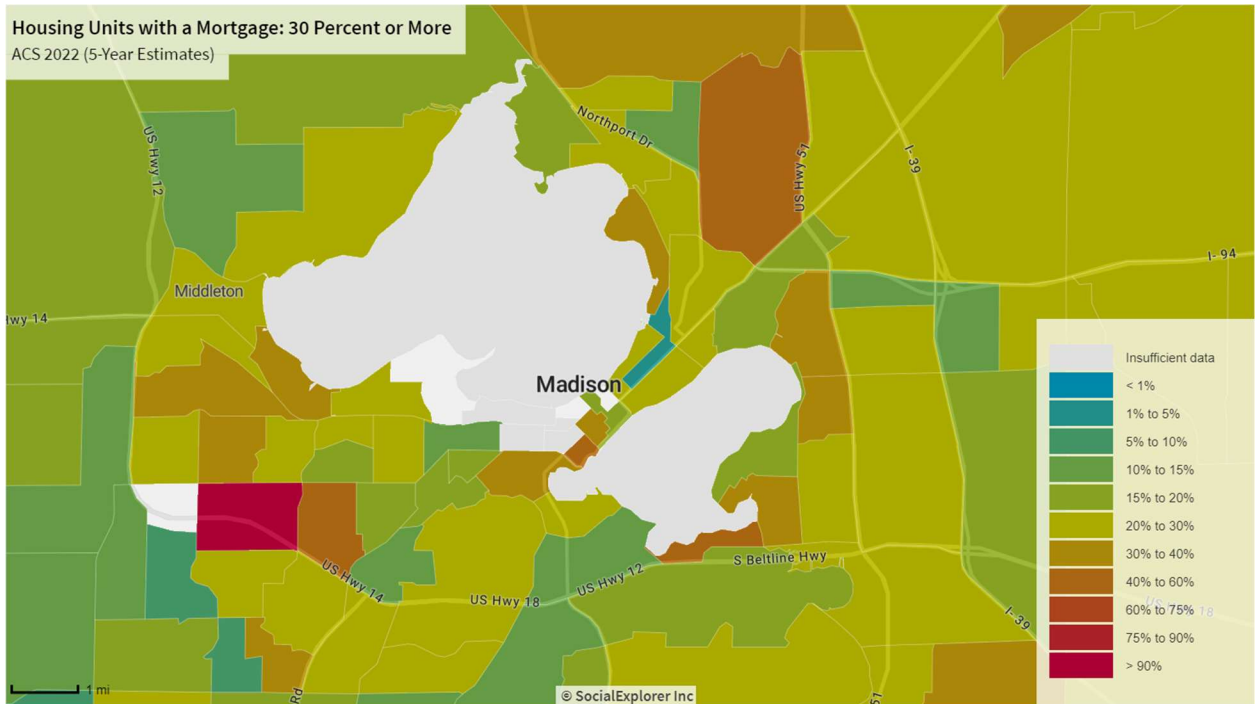 Housing Units with a Mortgage: 30 Percent or More
ACS 2022 (5-Year Estimates)
Northport Dr
US Hwy 12
US Hwy 51
I- 39
I- 94
Middleton
Hwy 14
Madison
US Hwy 14
US Hwy 18
US Hwy 12
S Beltline Hwy
I- 39
US Hwy 18
Rd
51
1 mi
© SocialExplorer Inc
Insufficient data
< 1%
1% to 5%
5% to 10%
10% to 15%
15% to 20%
20% to 30%
30% to 40%
40% to 60%
60% to 75%
75% to 90%
> 90%